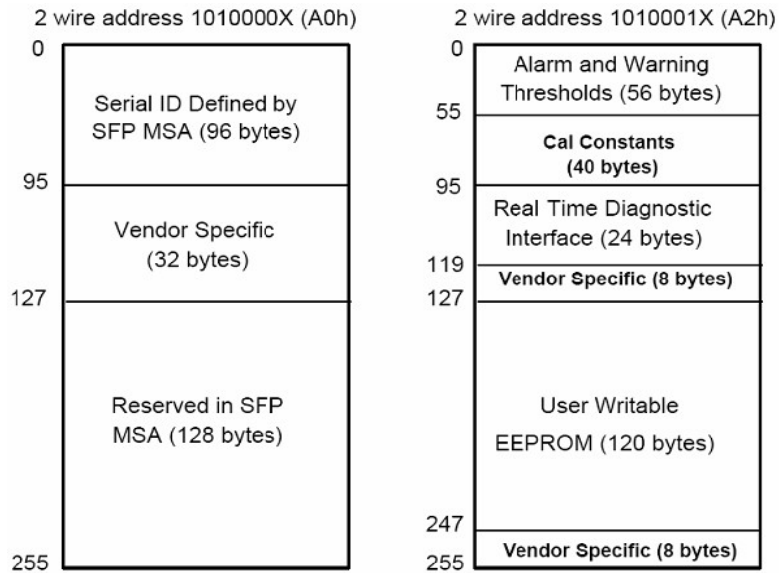 2 wire address 1010000X (A0h)
0
Serial ID Defined by
SFP MSA (96 bytes)
95
Vendor Specific
(32 bytes)
127
Reserved in SFP
MSA (128 bytes)
255
2 wire address 1010001X (A2h)
0
Alarm and Warning
Thresholds (56 bytes)
55
Cal Constants
(40 bytes)
95
Real Time Diagnostic
Interface (24 bytes)
119
Vendor Specific (8 bytes)
127
User Writable
EEPROM (120 bytes)
247
Vendor Specific (8 bytes)
255